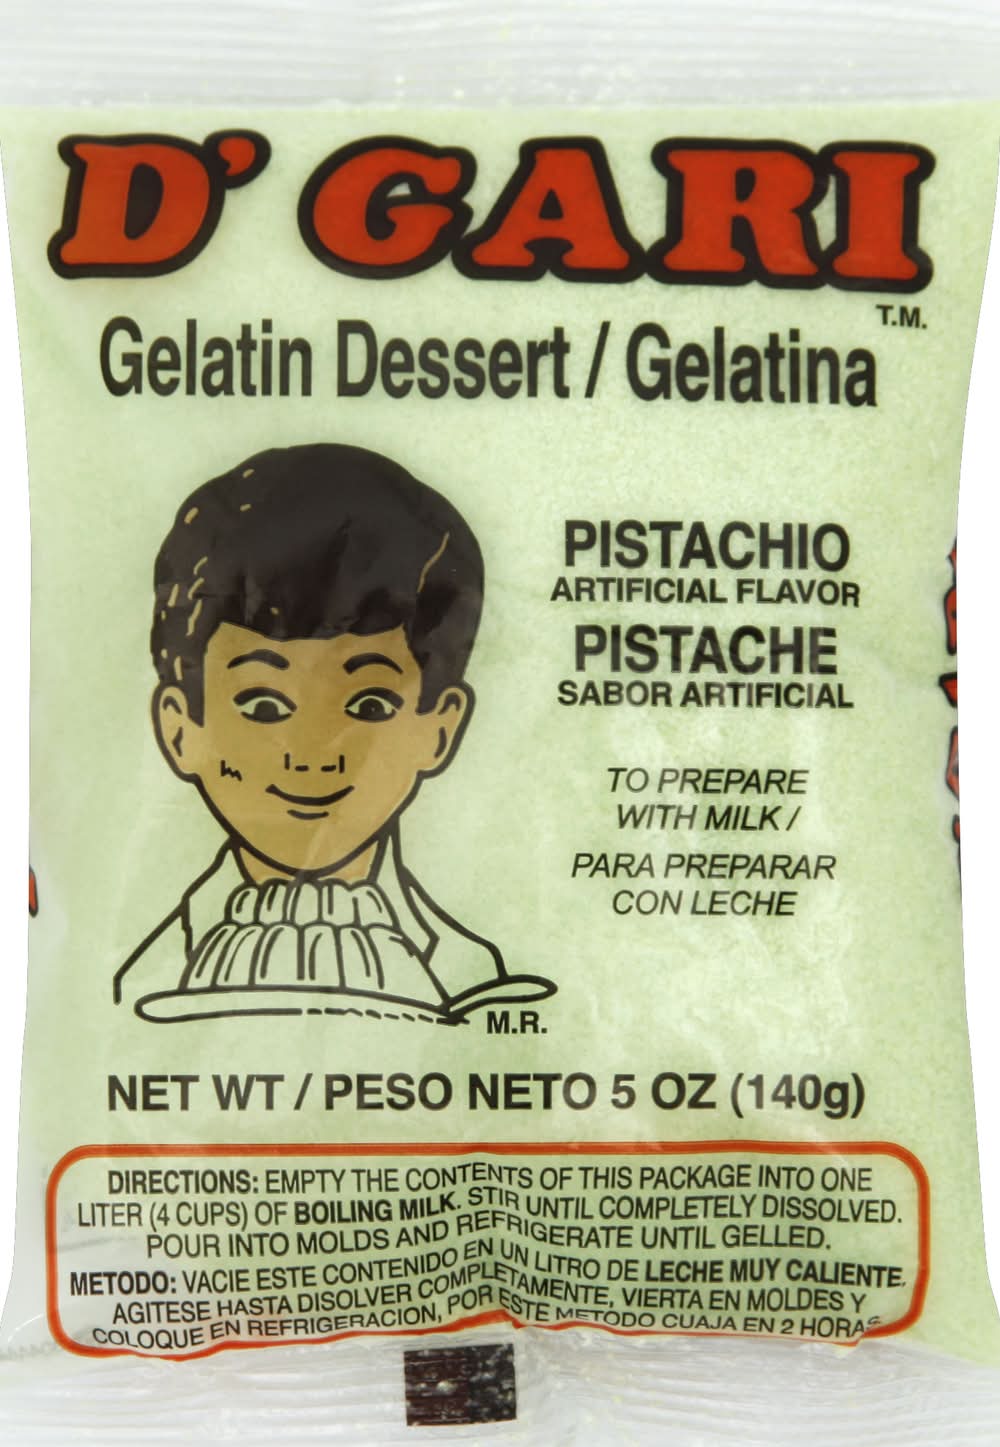 D' GARI
T.M.
Gelatin Dessert / Gelatina
PISTACHIO
ARTIFICIAL FLAVOR
PISTACHE
SABOR ARTIFICIAL
TO PREPARE
WITH MILK /
PARA PREPARAR
CON LECHE
M.R.
NET WT / PESO NETO 5 OZ (140g)
DIRECTIONS: EMPTY THE CONTENTS OF THIS PACKAGE INTO ONE
LITER (4 CUPS) OF BOILING MILK. STIR UNTIL COMPLETELY DISSOLVED.
POUR INTO MOLDS AND REFRIGERATE UNTIL GELLED.
METODO: VACIE ESTE CONTENIDO EN UN LITRO DE LECHE MUY CALIENTE.
AGITESE HASTA DISOLVER COMPLETAMENTE, VIERTA EN MOLDES Y
COLOQUE EN REFRIGERACION, POR ESTE METODO CUAJA EN 2 HORAS